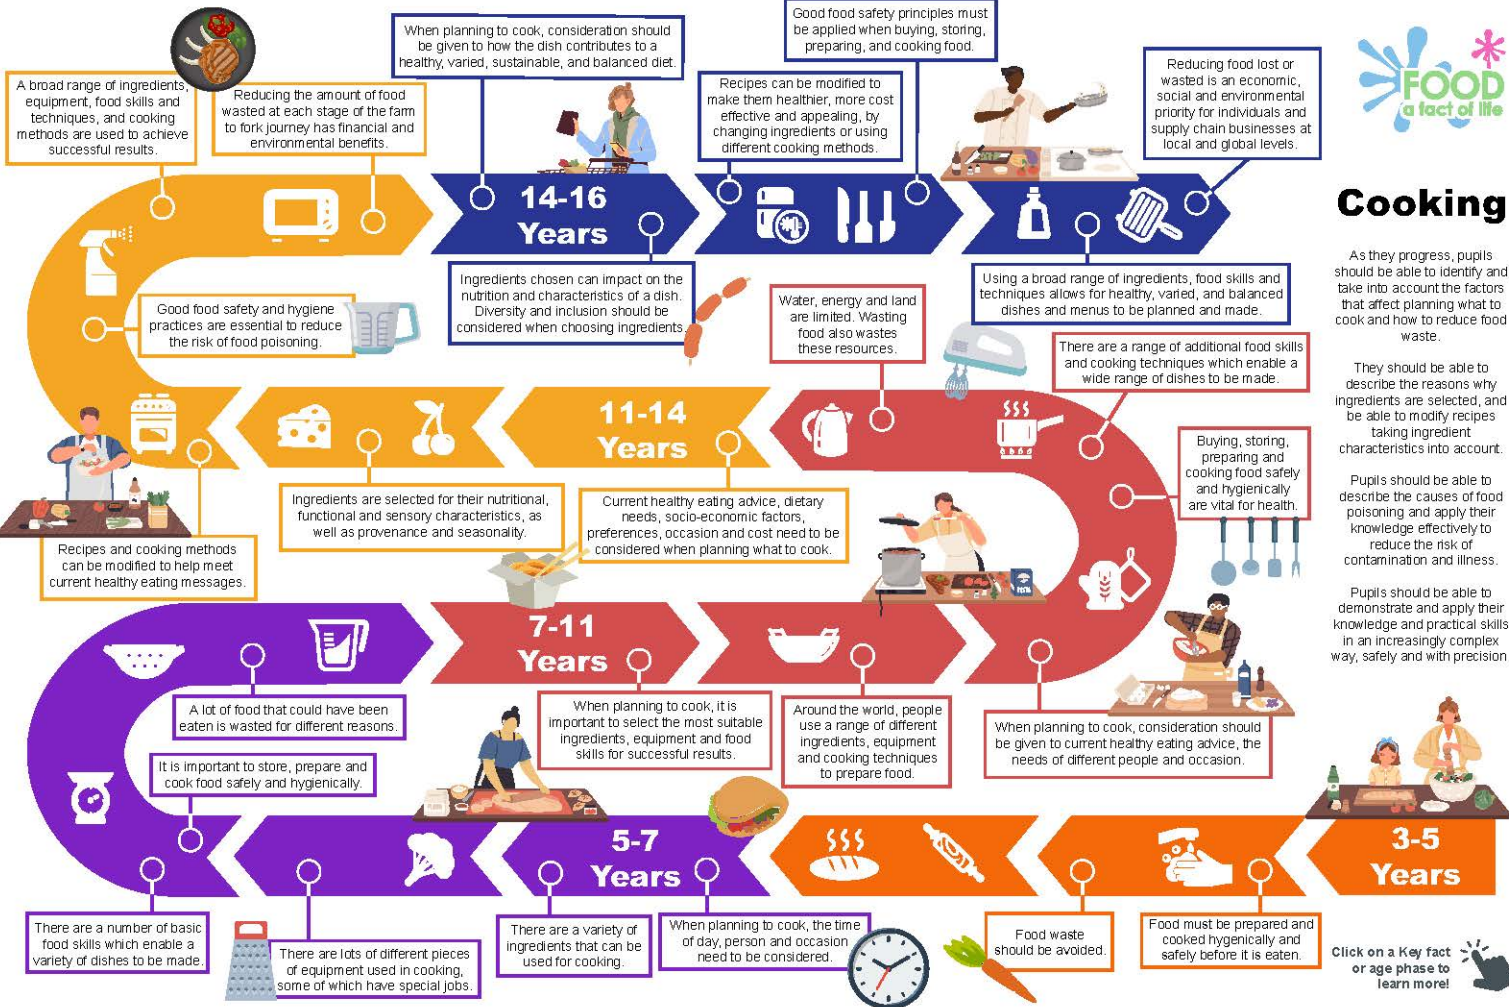 When planning to cook, consideration should
be given to how the dish contributes to a
healthy, varied, sustainable, and balanced diet.
Good food safety principles must
be applied when buying, storing,
preparing, and cooking food.
A broad range of ingredients,
equipment, food skills and
techniques, and cooking
methods are used to achieve
successful results.
Reducing the amount of food
wasted at each stage of the farm
to fork journey has financial and
environmental benefits.
Recipes can be modified to
make them healthier, more cost
effective and appealing, by
changing ingredients or using
different cooking methods.
Reducing food lost or
wasted is an economic,
social and environmental
priority for individuals and
supply chain businesses at
local and global levels.
FOOD
a fact of life
14-16
Years
Cooking
As they progress, pupils
should be able to identify and
take into account the factors
that affect planning what to
cook and how to reduce food
waste.
They should be able to
describe the reasons why
ingredients are selected, and
be able to modify recipes
taking ingredient
characteristics into account.
Pupils should be able to
describe the causes of food
poisoning and apply their
knowledge effectively to
reduce the risk of
contamination and illness.
Pupils should be able to
demonstrate and apply their
knowledge and practical skills
in an increasingly complex
way, safely and with precision
Good food safety and hygiene
practices are essential to reduce
the risk of food poisoning.
Ingredients chosen can impact on the
nutrition and characteristics of a dish.
Diversity and inclusion should be
considered when choosing ingredients.
Water, energy and land
are limited. Wasting
food also wastes
these resources.
Using a broad range of ingredients, food skills and
techniques allows for healthy, varied, and balanced
dishes and menus to be planned and made.
There are a range of additional food skills
and cooking techniques which enable a
wide range of dishes to be made.
11-14
Years
Buying, storing,
preparing and
cooking food safely
and hygienically
are vital for health.
Ingredients are selected for their nutritional,
functional and sensory characteristics, as
well as provenance and seasonality.
Current healthy eating advice, dietary
needs, socio-economic factors,
preferences, occasion and cost need to be
considered when planning what to cook.
Recipes and cooking methods
can be modified to help meet
current healthy eating messages.
7-11
Years
A lot of food that could have been
eaten is wasted for different reasons.
When planning to cook, it is
important to select the most suitable
ingredients, equipment and food
skills for successful results.
Around the world, people
use a range of different
ingredients, equipment
and cooking techniques
to prepare food.
When planning to cook, consideration should
be given to current healthy eating advice, the
needs of different people and occasion.
It is important to store, prepare and
cook food safely and hygienically.
5-7
Years
3-5
Years
There are a number of basic
food skills which enable a
variety of dishes to be made.
There are lots of different pieces
of equipment used in cooking,
some of which have special jobs.
There are a variety of
ingredients that can be
used for cooking.
When planning to cook, the time
of day, person and occasion
need to be considered.
Food waste
should be avoided.
Food must be prepared and
cooked hygenically and
safely before it is eaten.
Click on a Key fact
or age phase to
learn more!